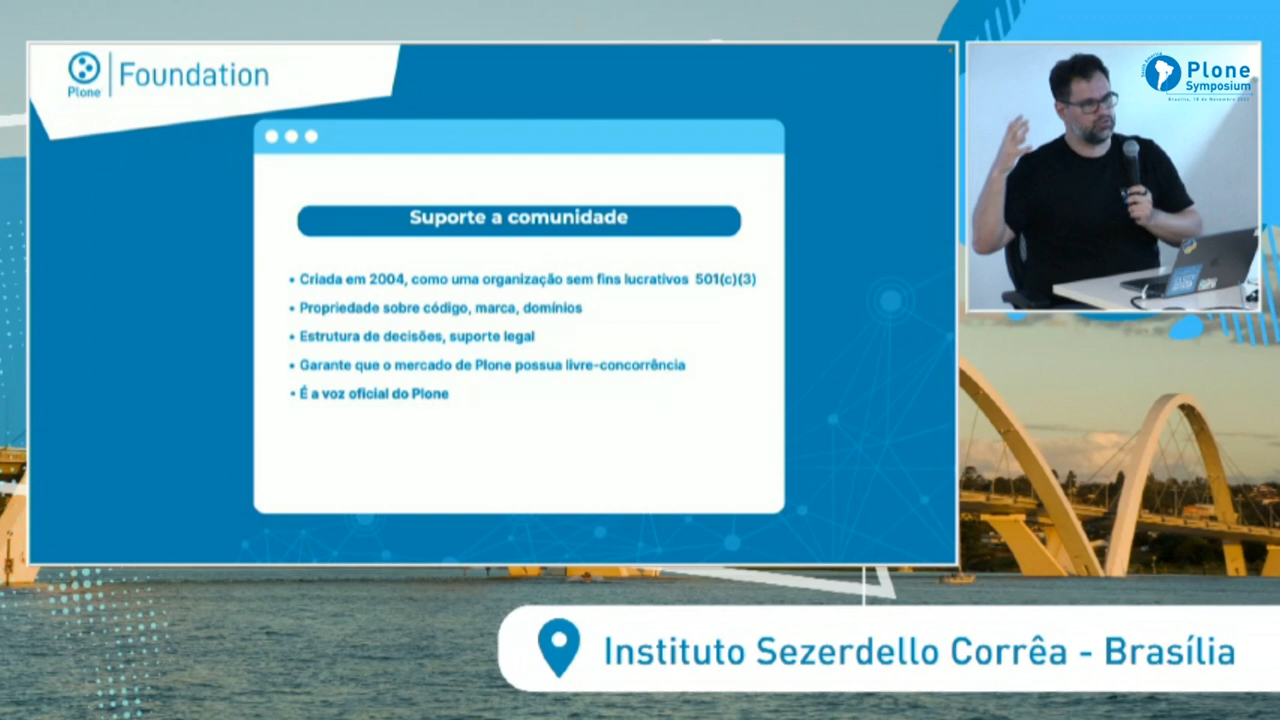 Plone
Foundation
Plone
Symposium
Suporte a comunidade
• Criada em 2004, como uma organização sem fins lucrativos 501(c)(3)
• Propriedade sobre código, marca, domínios
• Estrutura de decisões, suporte legal
• Garante que o mercado de Plone possua livre-concorrência
• É a voz oficial do Plone
Instituto Sezerdello Corrêa - Brasília